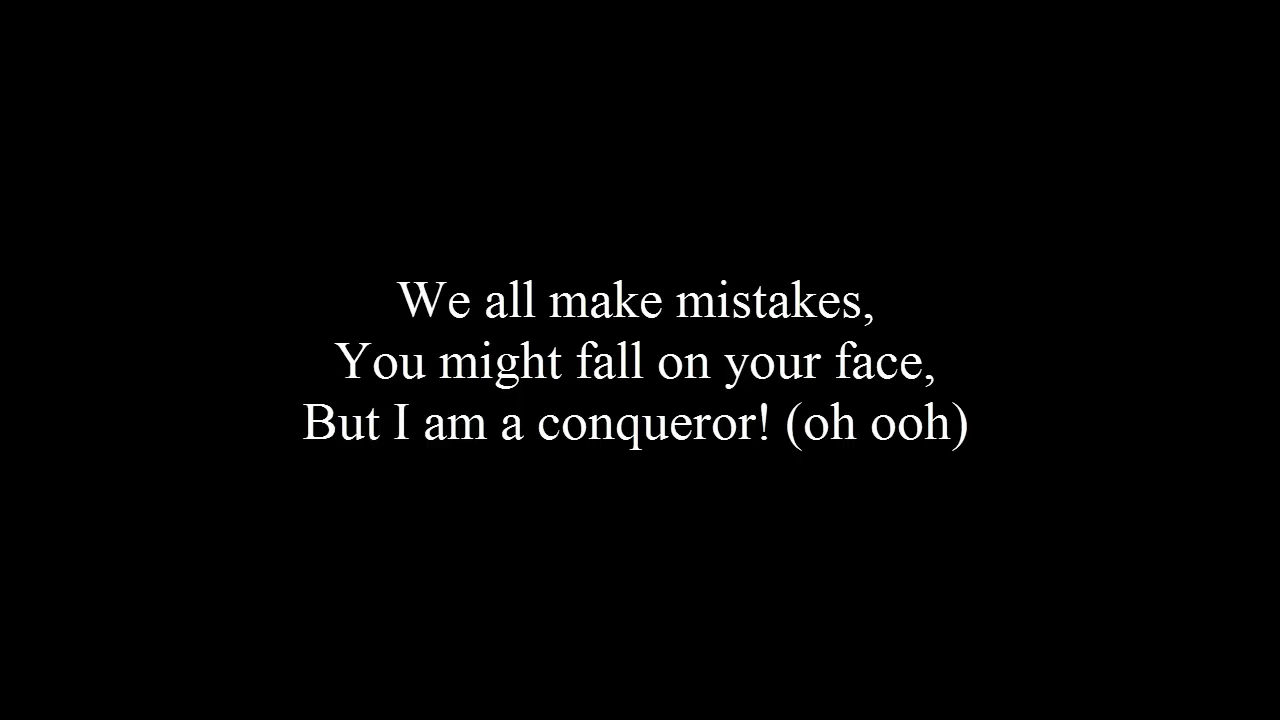 We all make mistakes,
You might fall on your face,
But I am a conqueror! (oh ooh)